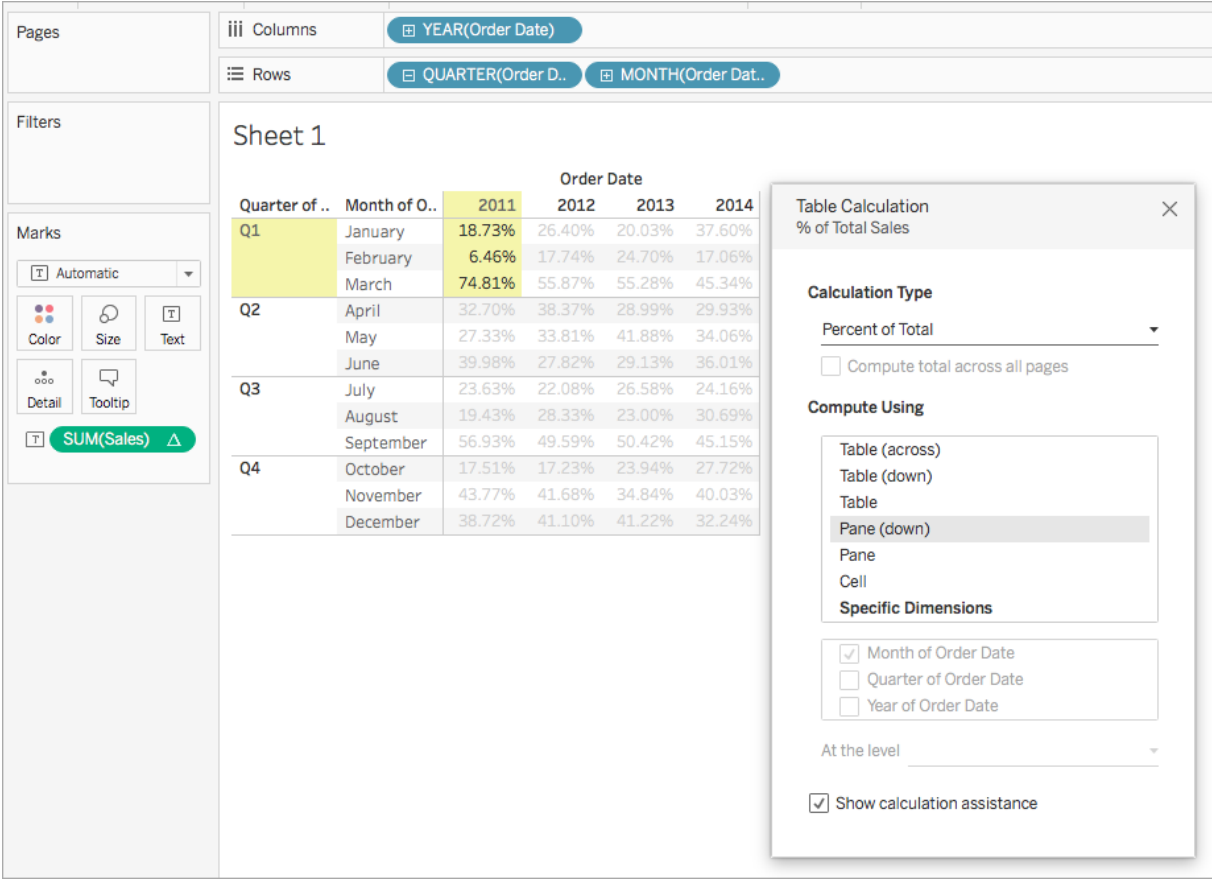 Pages
Columns
YEAR(Order Date)
Rows
QUARTER(Order D.. MONTH(Order Dat..
Filters
Marks
Automatic
Color Size Text
Detail Tooltip
SUM(Sales) Δ
Sheet 1
Order Date
Quarter of .. Month of O.. 2011 2012 2013 2014
Q1 January 18.73% 26.40% 20.03% 37.60%
February 6.46% 17.74% 24.70% 17.06%
March 74.81% 55.87% 55.28% 45.34%
Q2 April 32.70% 38.37% 28.99% 29.93%
May 27.33% 33.81% 41.88% 34.06%
June 39.98% 27.82% 29.13% 36.01%
Q3 July 23.63% 22.08% 26.58% 24.16%
August 19.43% 28.33% 23.00% 30.69%
September 56.93% 49.59% 50.42% 45.15%
Q4 October 17.51% 17.23% 23.94% 27.72%
November 43.77% 41.68% 34.84% 40.03%
December 38.72% 41.10% 41.22% 32.24%
Table Calculation
% of Total Sales
Calculation Type
Percent of Total
Compute total across all pages
Compute Using
Table (across)
Table (down)
Table
Pane (down)
Pane
Cell
Specific Dimensions
Month of Order Date
Quarter of Order Date
Year of Order Date
At the level
Show calculation assistance